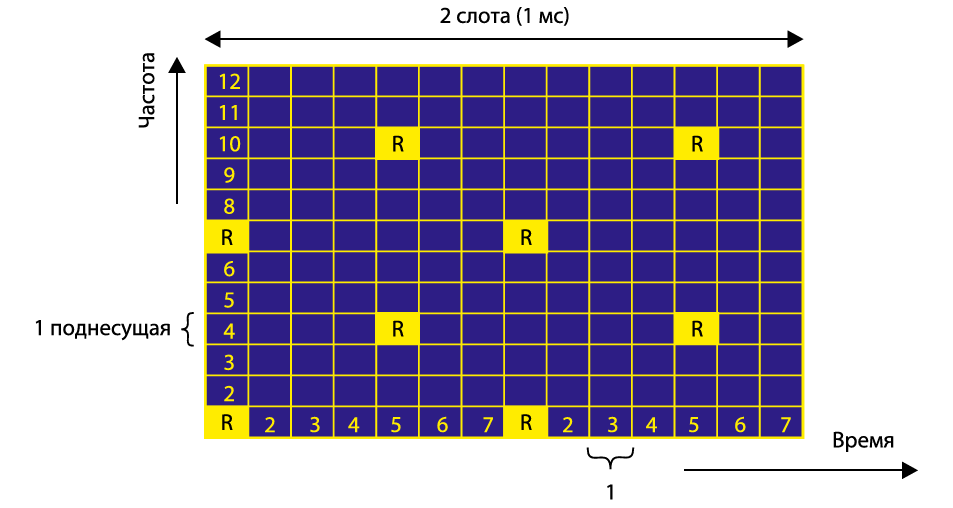 2 слота (1 мс)
Частота
12
11
10 R R
9
8
R R
6
5
1 поднесущая 4 R R
3
2
R 2 3 4 5 6 7 R 2 3 4 5 6 7
Время
1